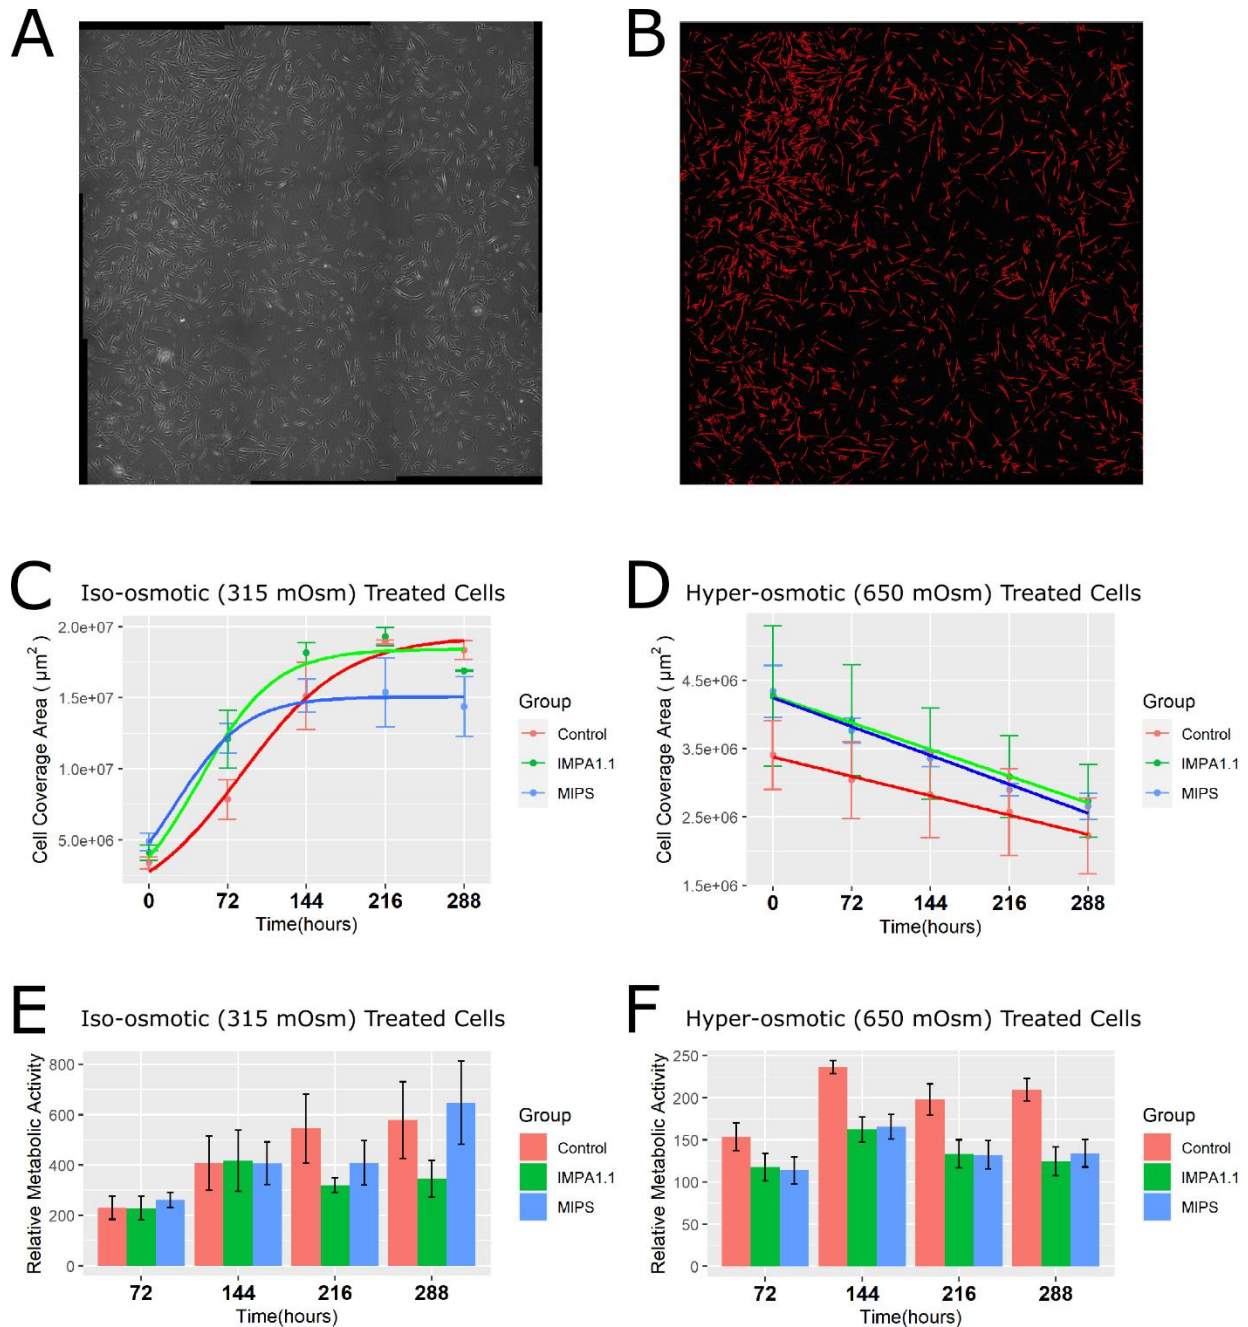 A
B
C
Iso-osmotic (315 mOsm) Treated Cells
Cell Coverage Area ( µm²)
2.0e+07
1.5e+07
1.0e+07
5.0e+06
0 72 144 216 288
Time(hours)
Group
Control
IMPA1.1
MIPS
D
Hyper-osmotic (650 mOsm) Treated Cells
Cell Coverage Area ( µm²)
4.5e+06
3.5e+06
2.5e+06
1.5e+06
0 72 144 216 288
Time(hours)
Group
Control
IMPA1.1
MIPS
E
Iso-osmotic (315 mOsm) Treated Cells
Relative Metabolic Activity
800
600
400
200
0
72 144 216 288
Time(hours)
Group
Control
IMPA1.1
MIPS
F
Hyper-osmotic (650 mOsm) Treated Cells
Relative Metabolic Activity
250
200
150
100
50
0
72 144 216 288
Time(hours)
Group
Control
IMPA1.1
MIPS